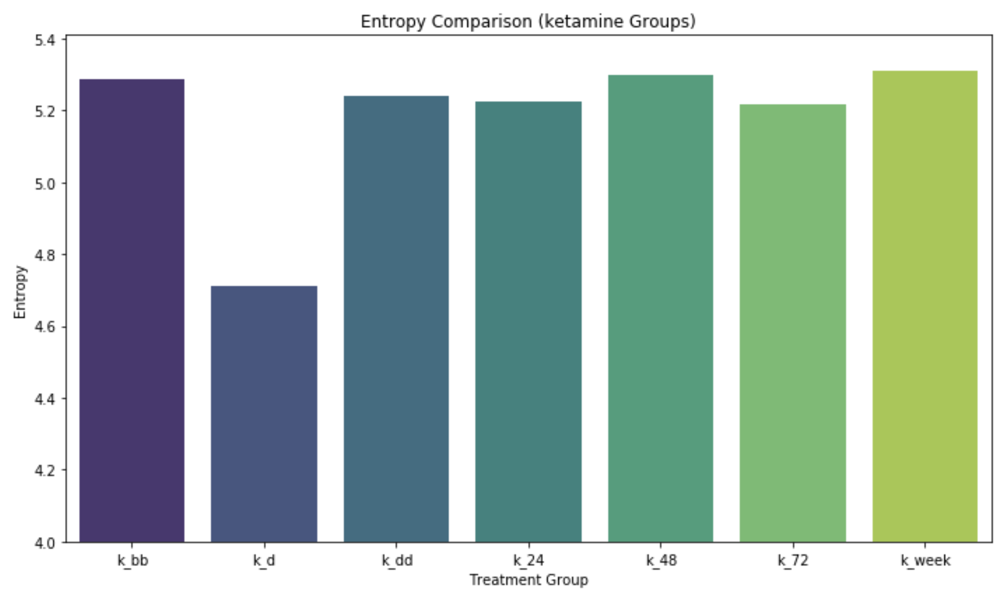 Entropy Comparison (ketamine Groups)
5.4
5.2
5.0
4.8
4.6
4.4
4.2
4.0
Entropy
k_bb k_d k_dd k_24 k_48 k_72 k_week
Treatment Group